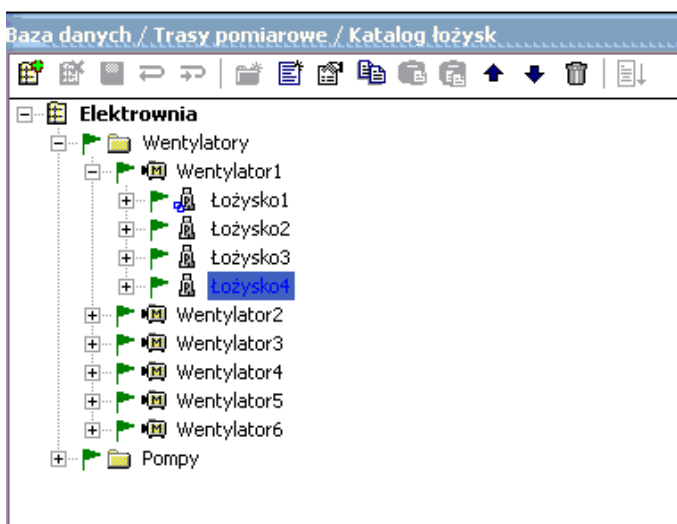 Baza danych / Trasy pomiarowe / Katalog łożysk
Elektrownia
Wentylatory
M Wentylator1
Łożysko1
Łożysko2
Łożysko3
Łożysko4
M Wentylator2
M Wentylator3
M Wentylator4
M Wentylator5
M Wentylator6
Pompy